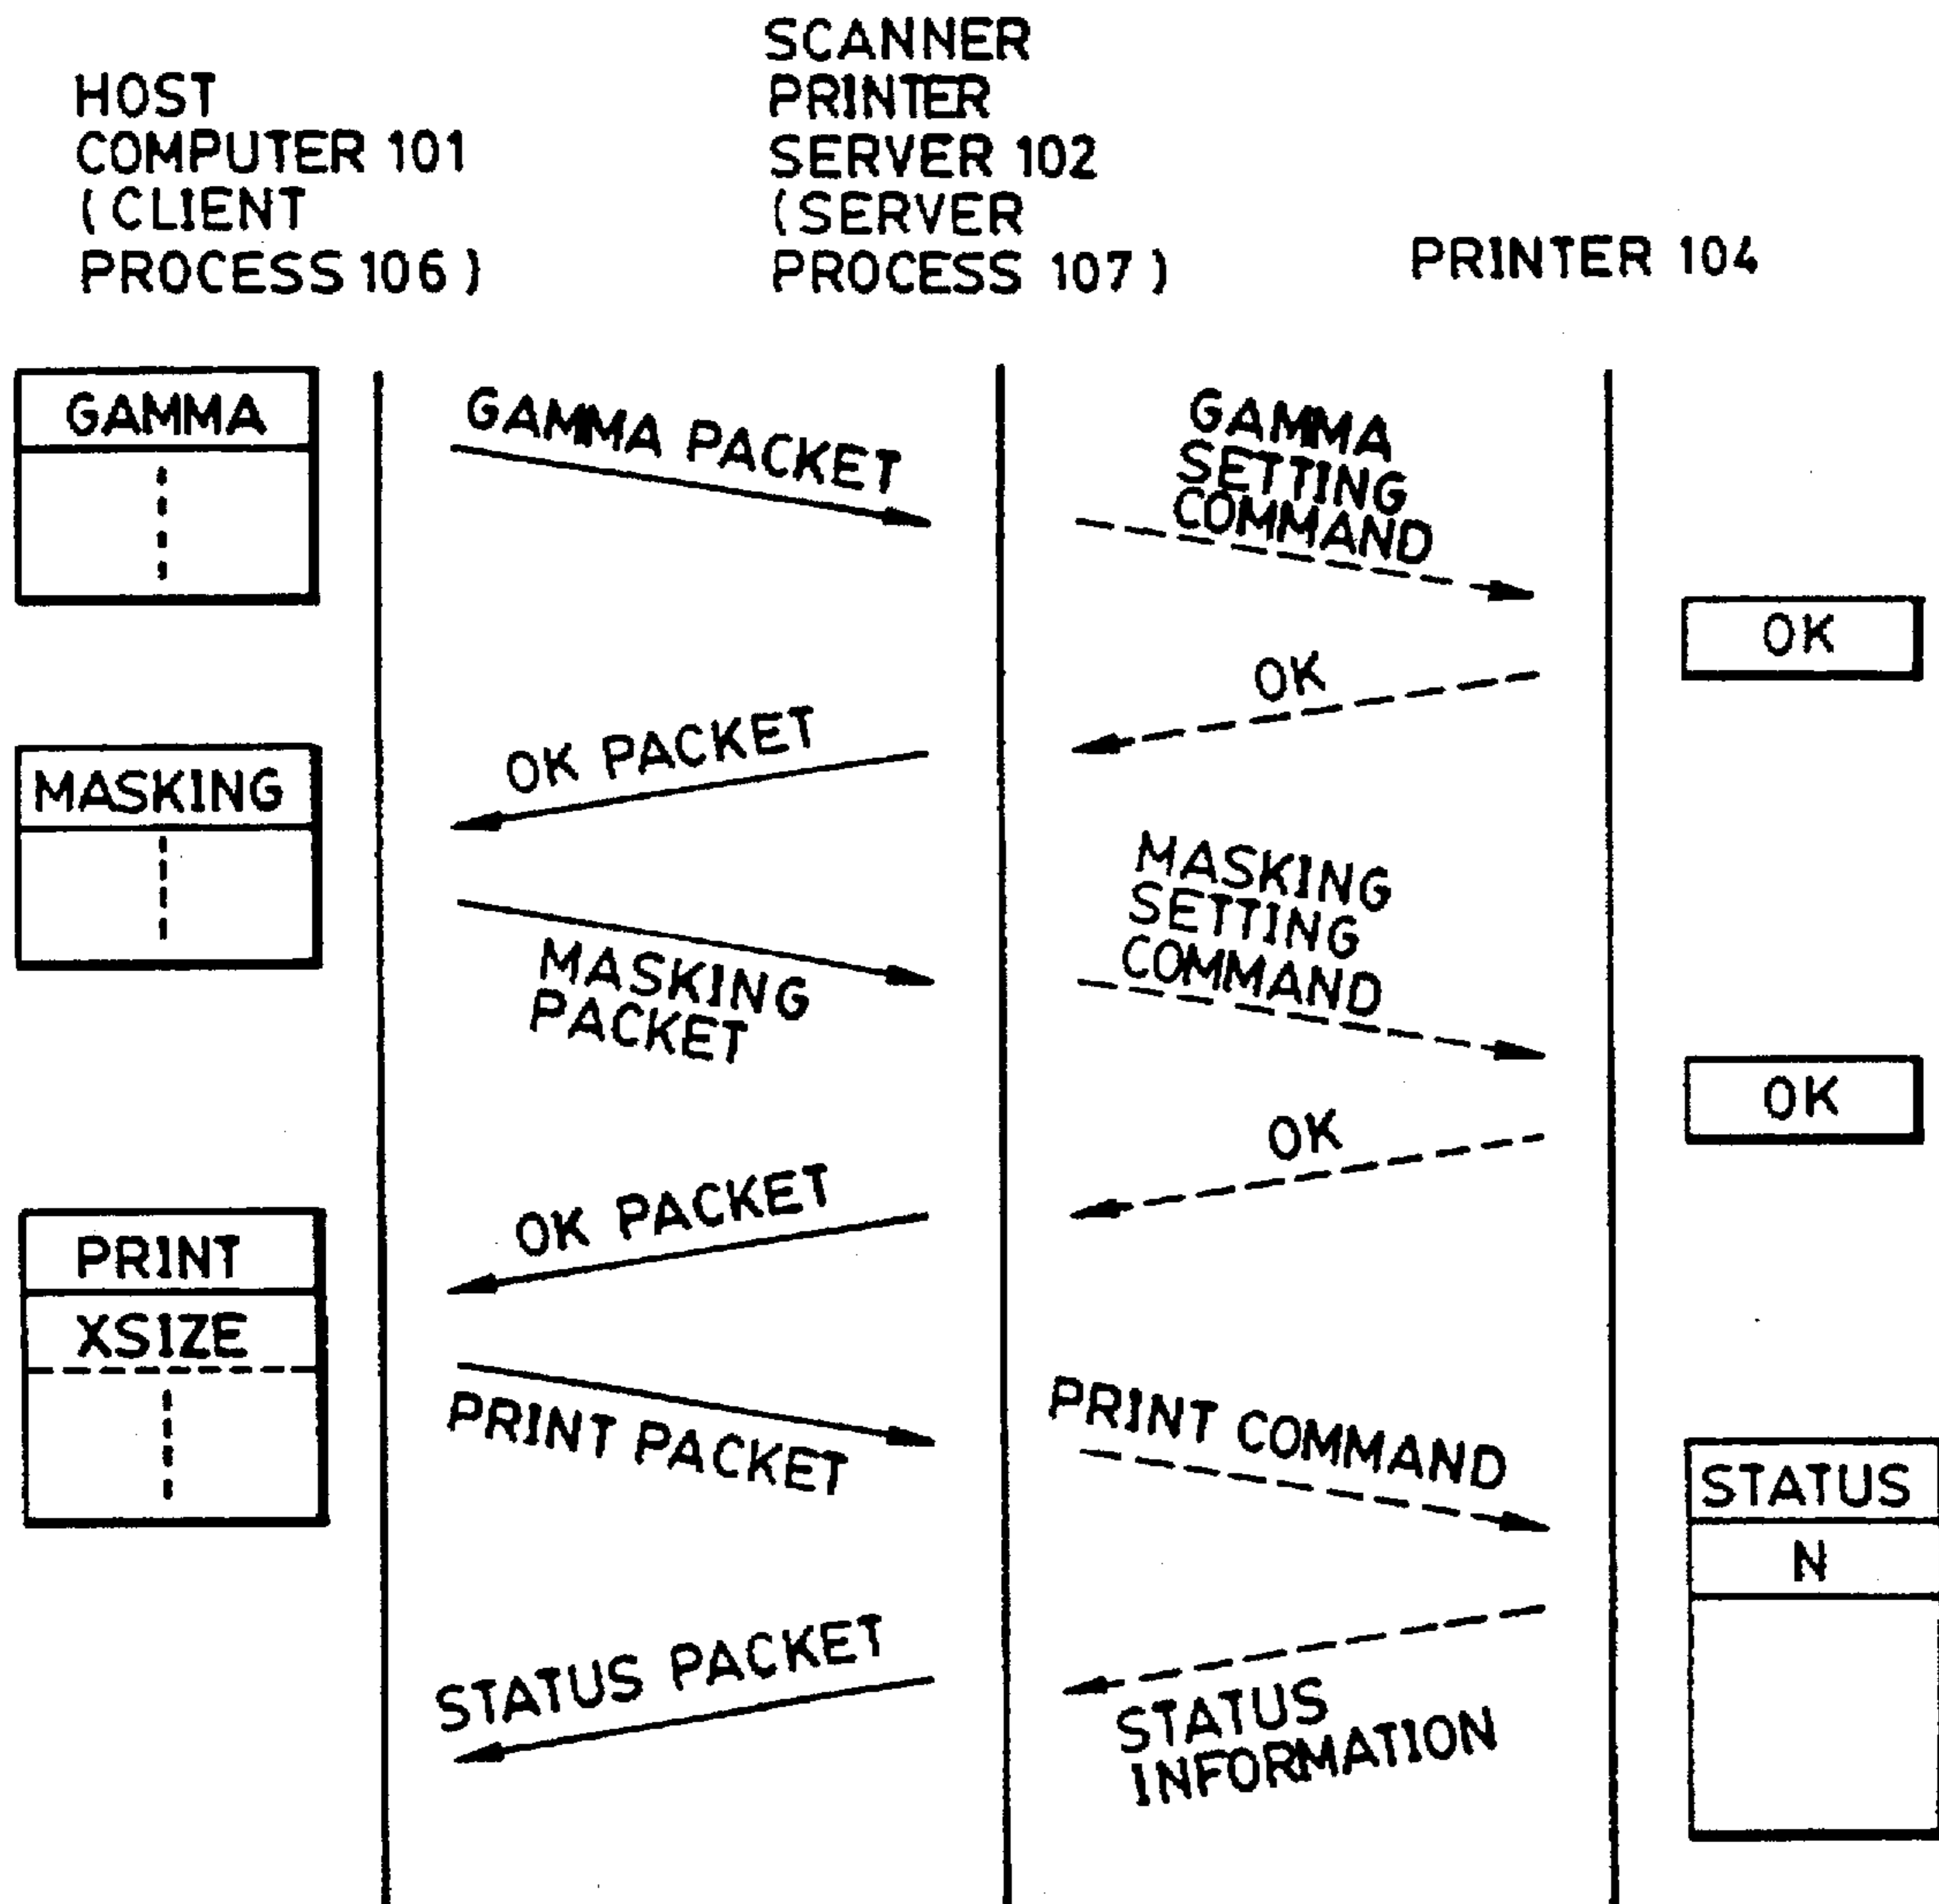 HOST
COMPUTER 101
(CLIENT
PROCESS 106)
SCANNER
PRINTER
SERVER 102
(SERVER
PROCESS 107)
PRINTER 104
GAMMA
GAMMA PACKET
GAMMA
SETTING
COMMAND
OK
OK
OK PACKET
MASKING
MASKING
PACKET
MASKING
SETTING
COMMAND
OK
OK
OK PACKET
PRINT
XSIZE
PRINT PACKET
PRINT COMMAND
STATUS
N
STATUS
INFORMATION
STATUS PACKET